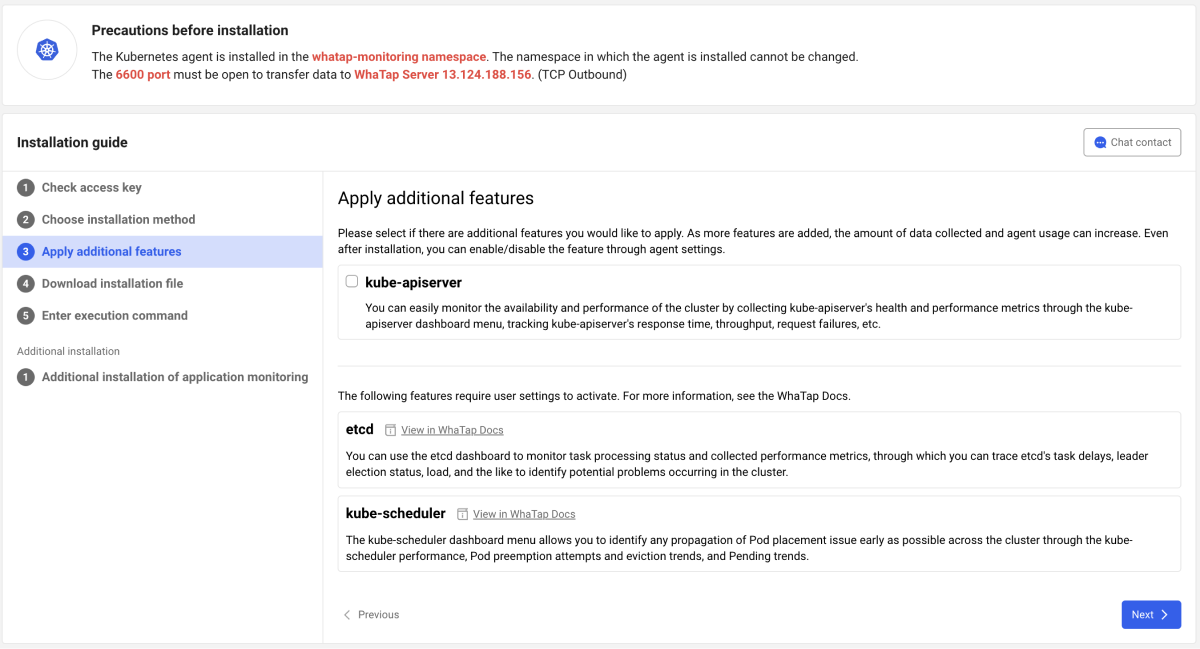 Precautions before installation
The Kubernetes agent is installed in the whatap-monitoring namespace. The namespace in which the agent is installed cannot be changed.
The 6600 port must be open to transfer data to WhaTap Server 13.124.188.156. (TCP Outbound)
Installation guide
Chat contact
1 Check access key
2 Choose installation method
3 Apply additional features
4 Download installation file
5 Enter execution command
Additional installation
1 Additional installation of application monitoring
Apply additional features
Please select if there are additional features you would like to apply. As more features are added, the amount of data collected and agent usage can increase. Even
after installation, you can enable/disable the feature through agent settings.
kube-apiserver
You can easily monitor the availability and performance of the cluster by collecting kube-apiserver's health and performance metrics through the kube-
apiserver dashboard menu, tracking kube-apiserver's response time, throughput, request failures, etc.
The following features require user settings to activate. For more information, see the WhaTap Docs.
etcd View in WhaTap Docs
You can use the etcd dashboard to monitor task processing status and collected performance metrics, through which you can trace etcd's task delays, leader
election status, load, and the like to identify potential problems occurring in the cluster.
kube-scheduler View in WhaTap Docs
The kube-scheduler dashboard menu allows you to identify any propagation of Pod placement issue early as possible across the cluster through the kube-
scheduler performance, Pod preemption attempts and eviction trends, and Pending trends.
Previous
Next